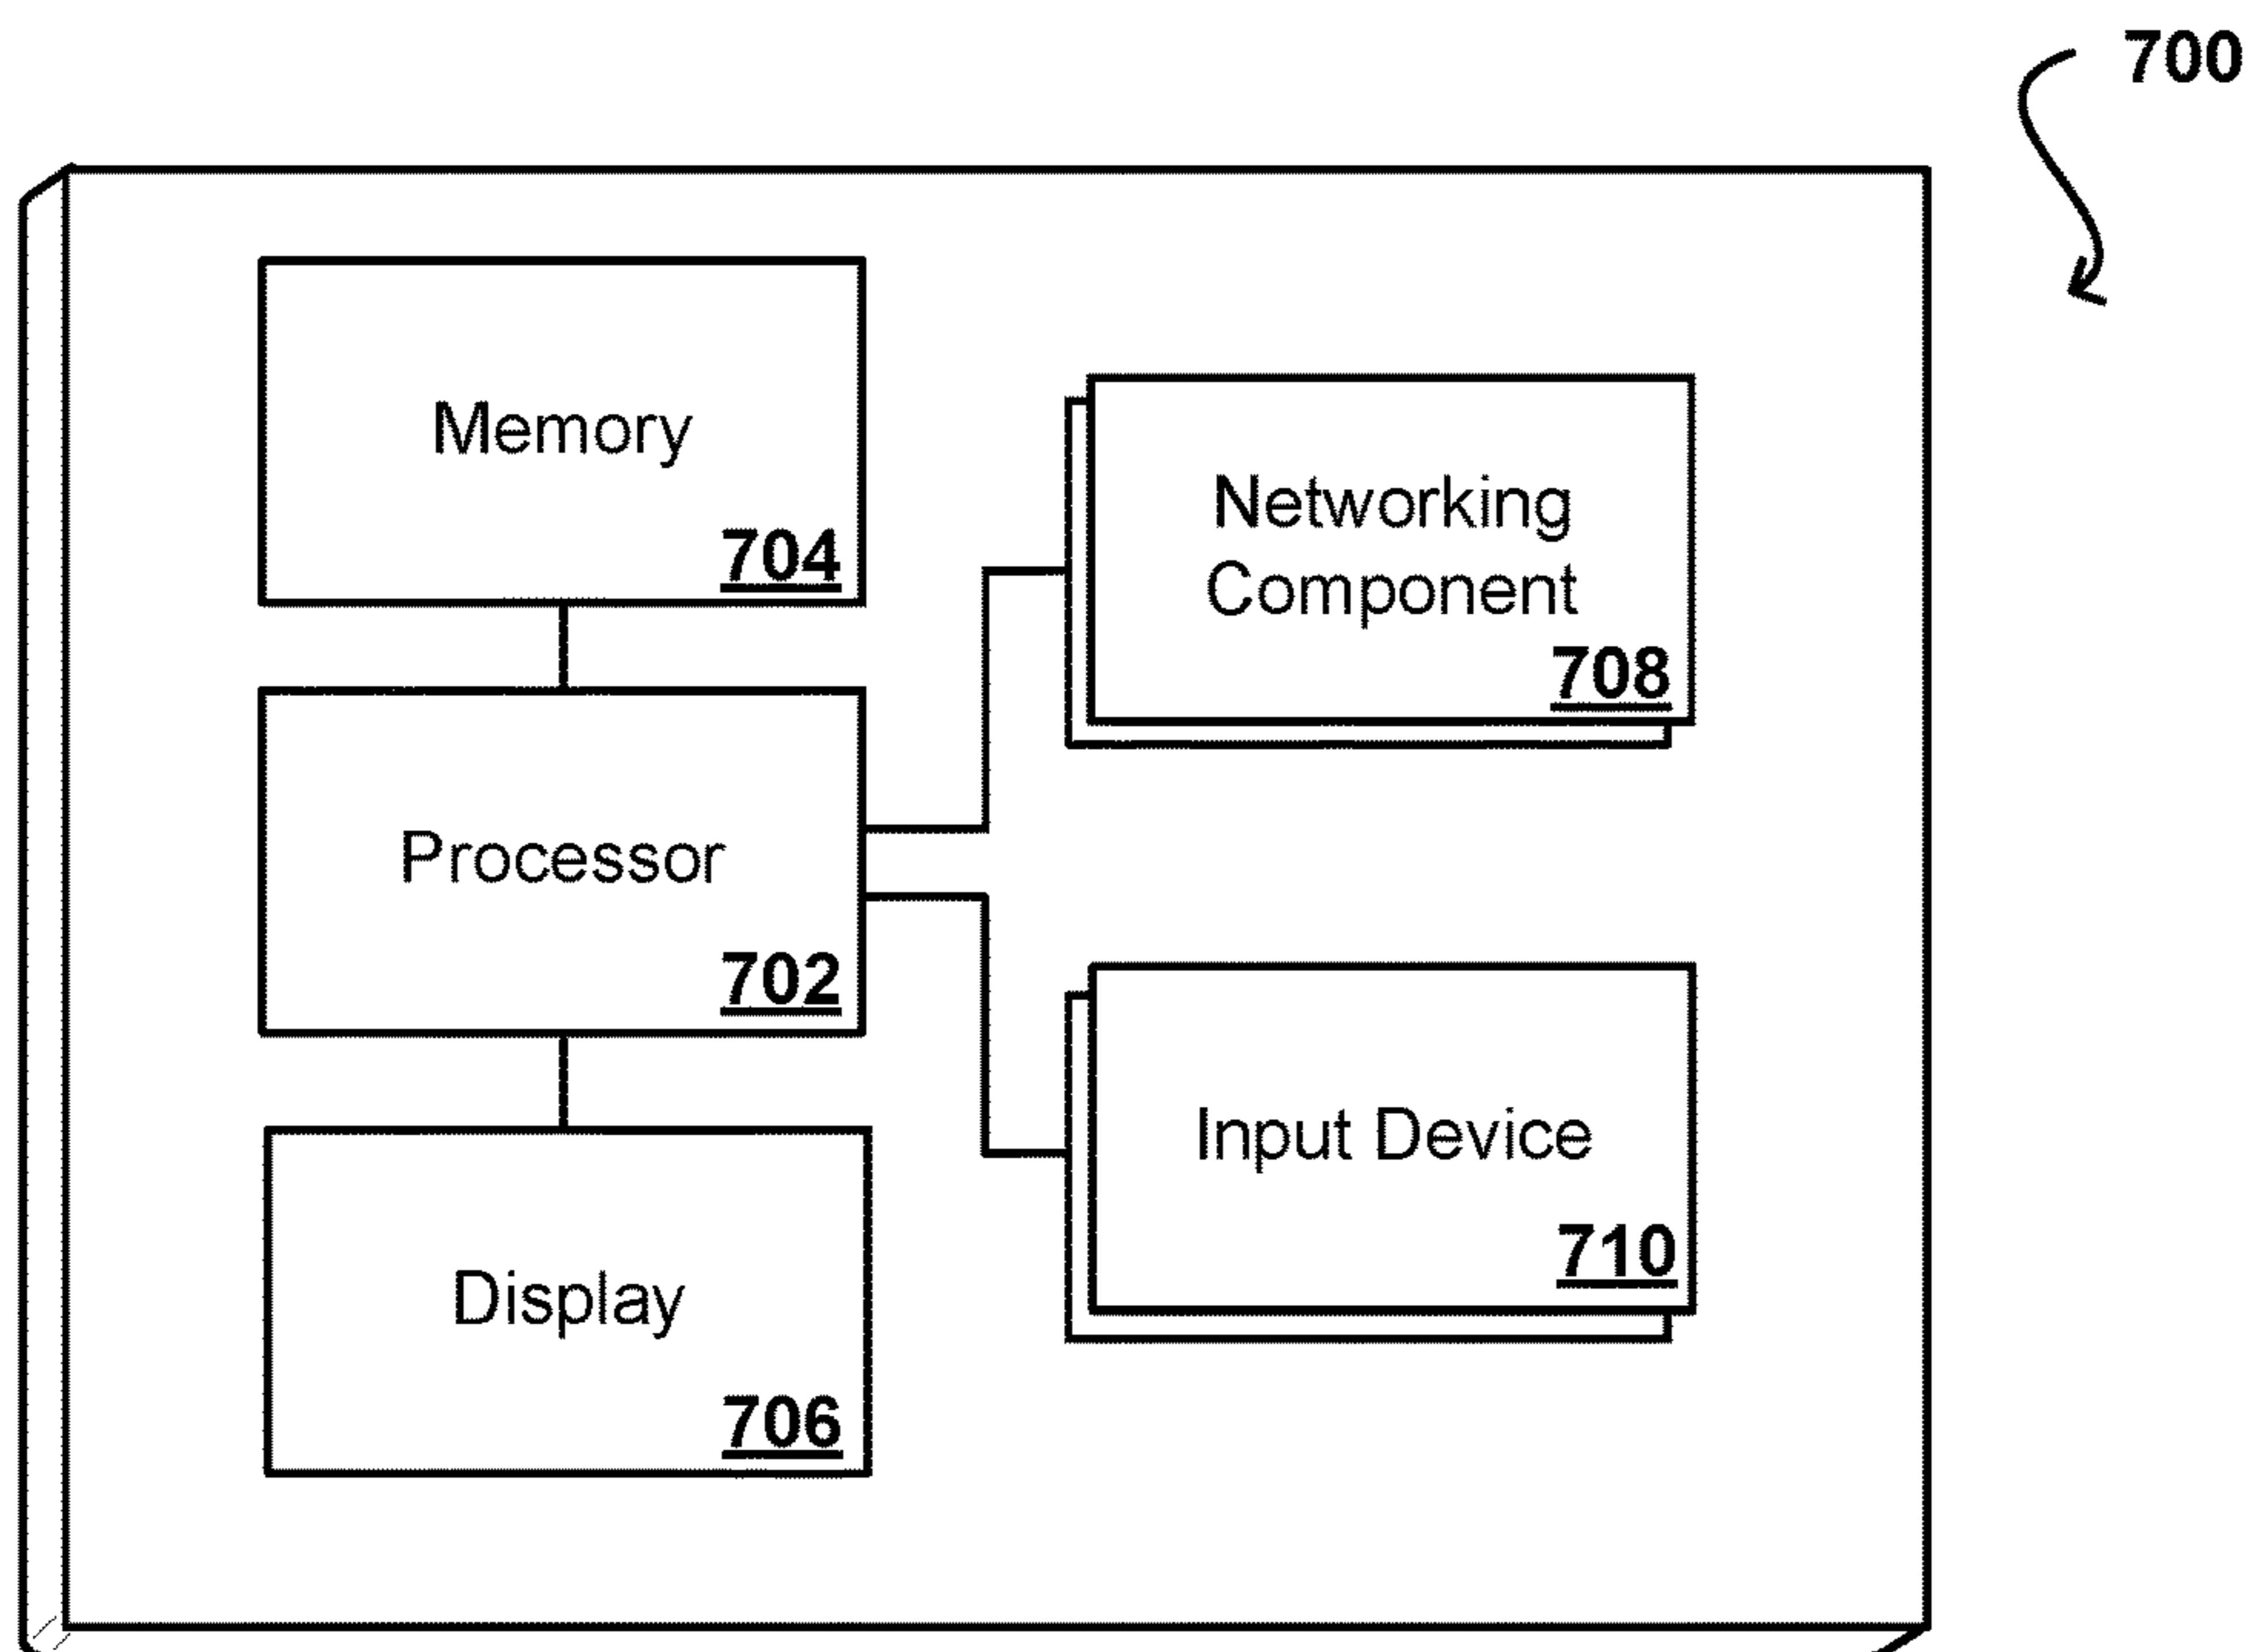 700
Memory
704
Networking
Component
708
Processor
702
Input Device
710
Display
706